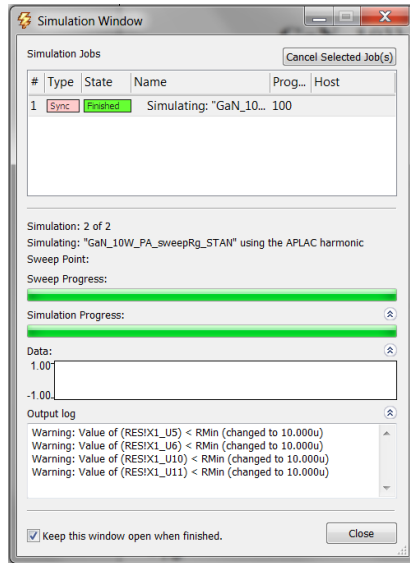 Simulation Window
Simulation Jobs
Cancel Selected Job(s)
# Type State Name Prog... Host
1 Sync Finished Simulating: "GaN_10... 100
Simulation: 2 of 2
Simulating: "GaN_10W_PA_sweepRg_STAN" using the APLAC harmonic
Sweep Point:
Sweep Progress:
Simulation Progress:
Data:
1.00
-1.00
Output log
Warning: Value of (RES!X1_U5) < RMin (changed to 10.000u)
Warning: Value of (RES!X1_U6) < RMin (changed to 10.000u)
Warning: Value of (RES!X1_U10) < RMin (changed to 10.000u)
Warning: Value of (RES!X1_U11) < RMin (changed to 10.000u)
Keep this window open when finished.
Close